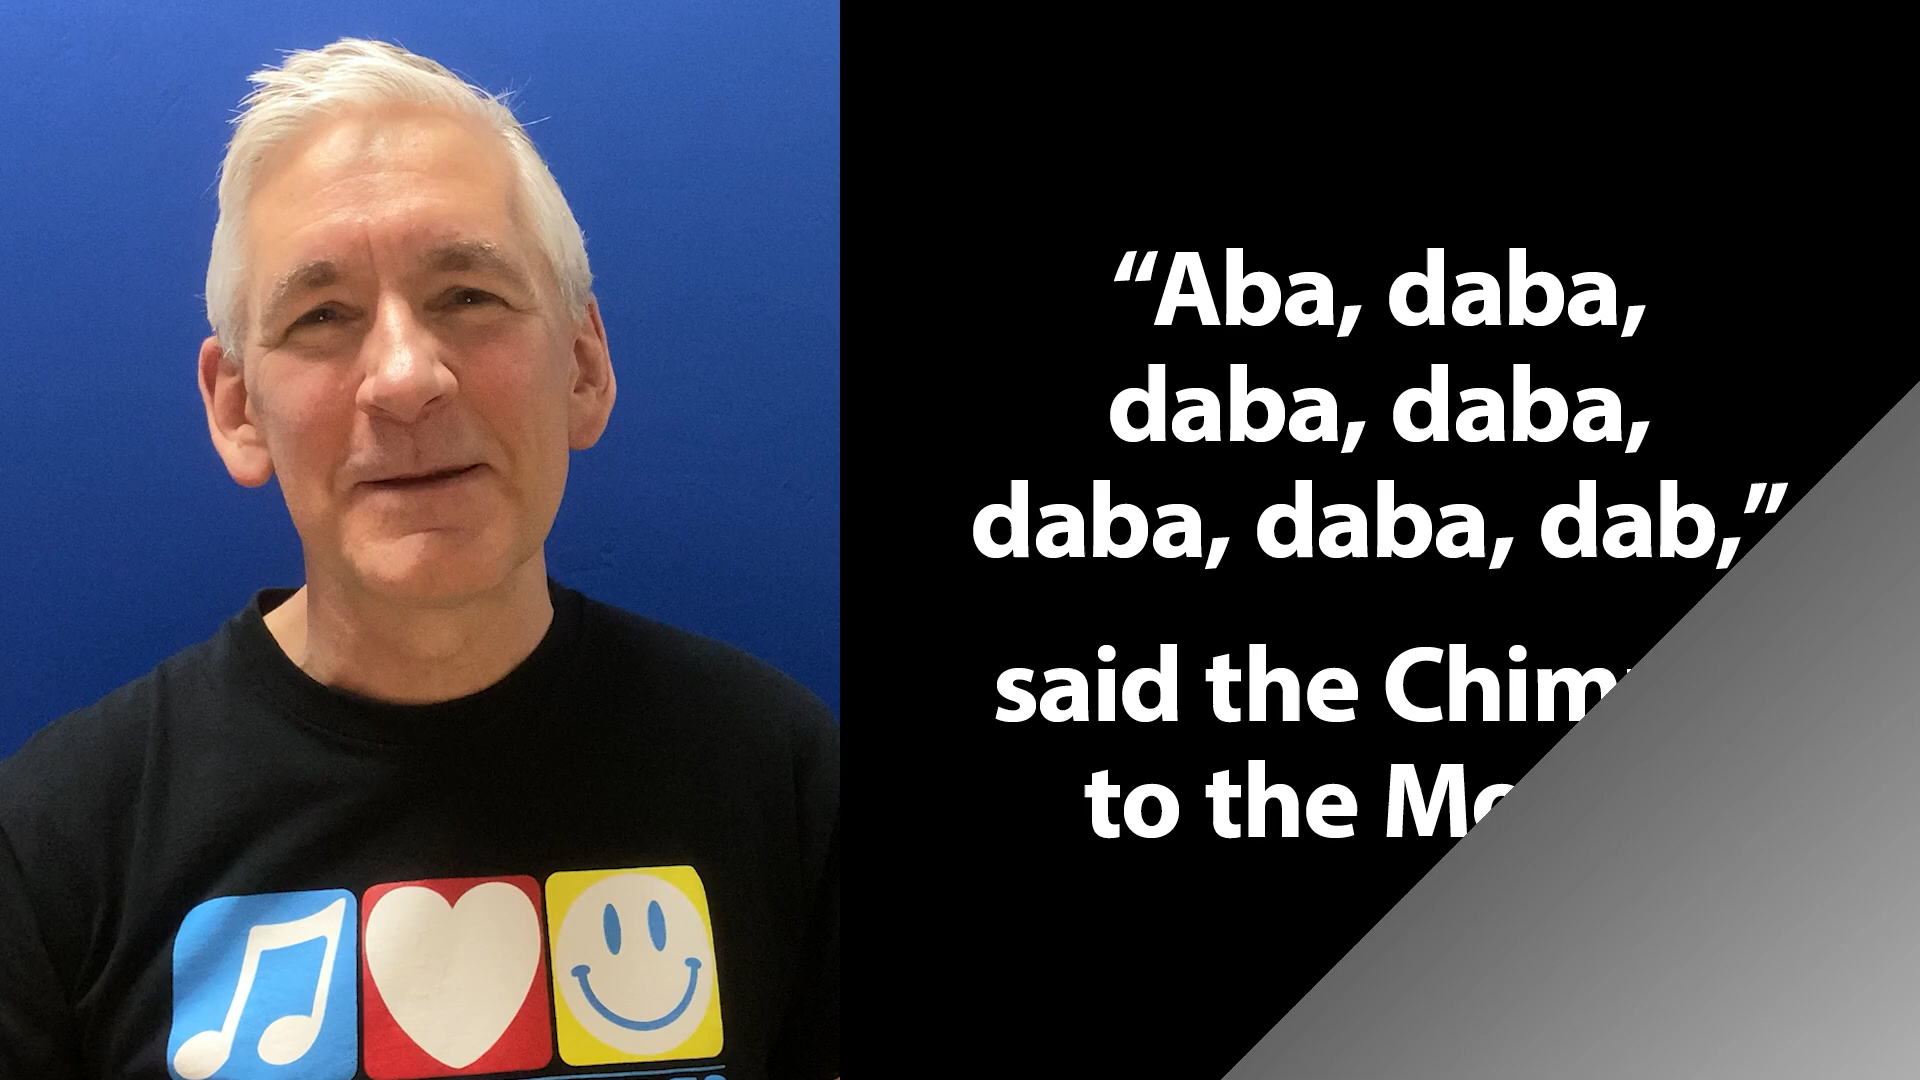 “Aba, daba,
daba, daba,
daba, daba, dab,”
said the
to the